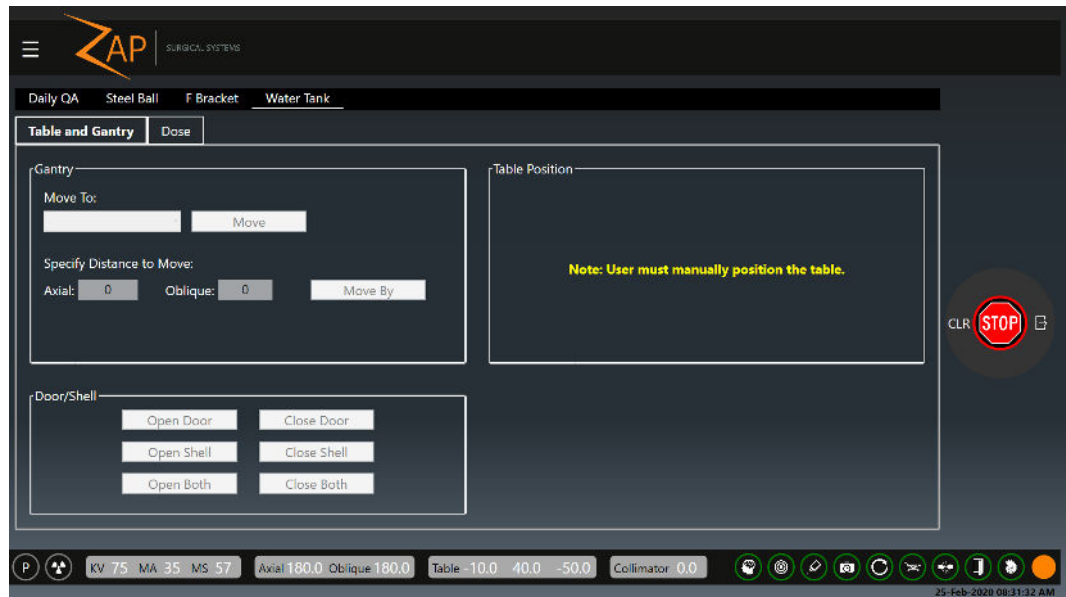 ZAP SURGICAL SYSTEMS
Daily QA Steel Ball F Bracket Water Tank
Table and Gantry Dose
Gantry
Move To:
Move
Specify Distance to Move:
Axial: 0 Oblique: 0 Move By
Table Position
Note: User must manually position the table.
CLR STOP
Door/Shell
Open Door Close Door
Open Shell Close Shell
Open Both Close Both
P KV 75 MA 35 MS 57 Axial 180.0 Oblique 180.0 Table -10.0 40.0 -50.0 Collimator 0.0
25-Feb-2020 08:31:32 AM